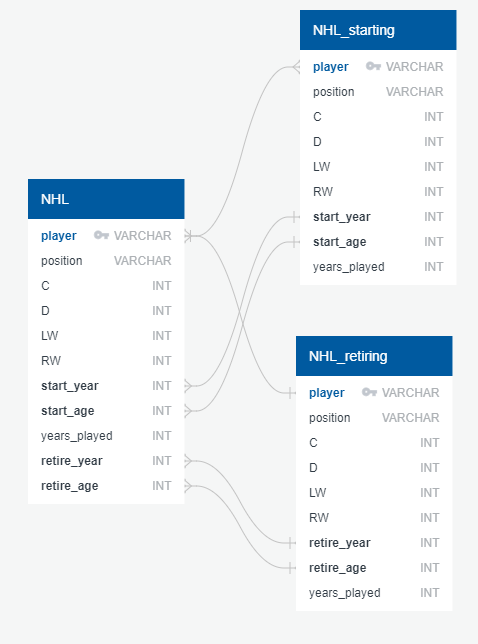 NHL_starting
player VARCHAR
position VARCHAR
C INT
D INT
LW INT
RW INT
start_year INT
start_age INT
years_played INT
NHL
player VARCHAR
position VARCHAR
C INT
D INT
LW INT
RW INT
start_year INT
start_age INT
years_played INT
retire_year INT
retire_age INT
NHL_retiring
player VARCHAR
position VARCHAR
C INT
D INT
LW INT
RW INT
retire_year INT
retire_age INT
years_played INT